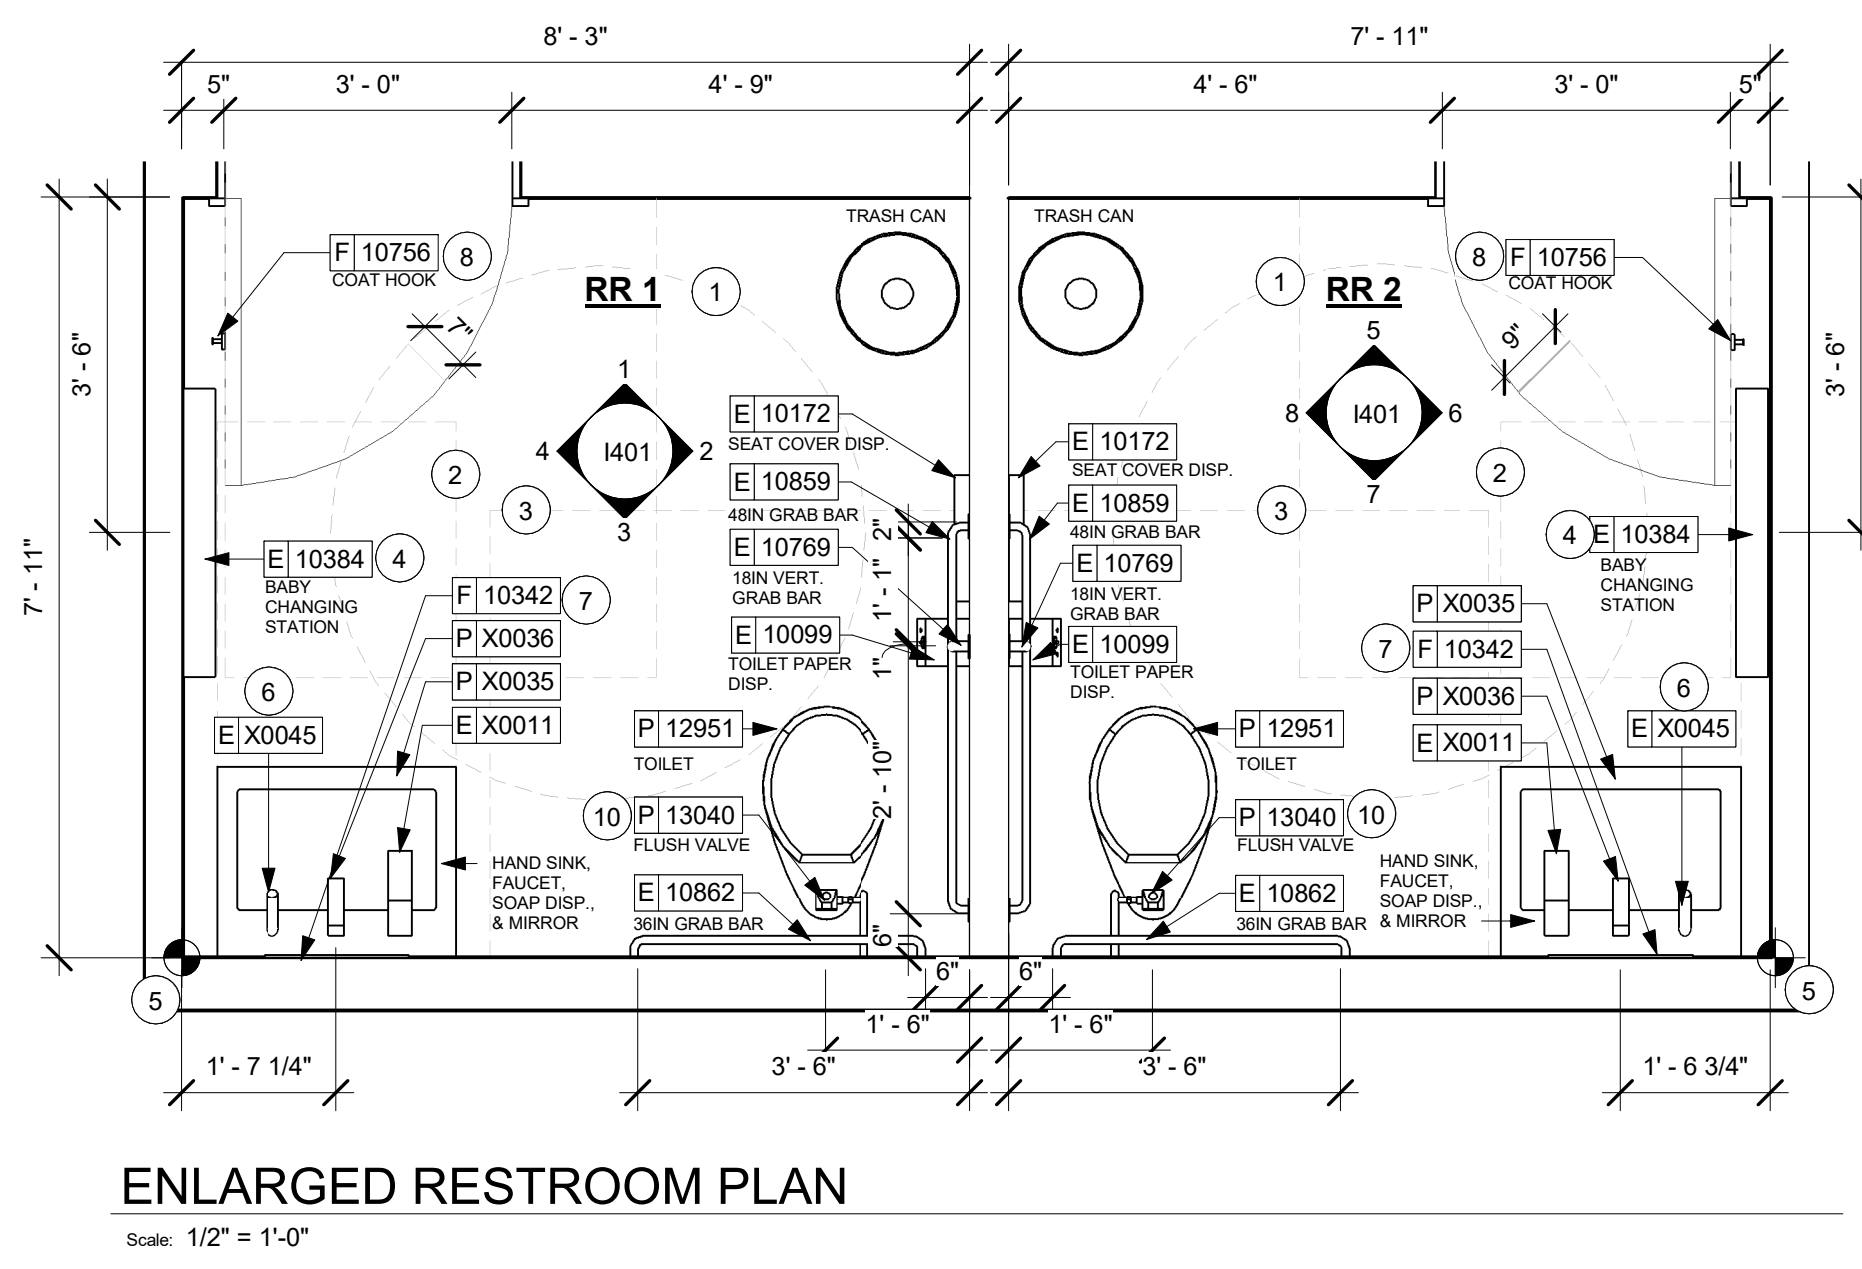 8' - 3"
7' - 11"
5"
3' - 0"
4' - 9"
4' - 6"
3' - 0"
5"
7' - 11"
3' - 6"
3' - 6"
TRASH CAN
TRASH CAN
F 10756
COAT HOOK
8
RR 1
1
7"
1
4
I401
2
3
2
3
E 10172
SEAT COVER DISP.
E 10859
48IN GRAB BAR
E 10769
18IN VERT.
GRAB BAR
E 10099
TOILET PAPER
DISP.
2"
1' - 1"
1"
2' - 10"
6"
E 10384
4
BABY
CHANGING
STATION
F 10342
7
P X0036
P X0035
E X0011
6
E X0045
P 12951
TOILET
10
P 13040
FLUSH VALVE
E 10862
36IN GRAB BAR
HAND SINK,
FAUCET,
SOAP DISP.,
& MIRROR
1
RR 2
8
F 10756
COAT HOOK
9"
5
8
I401
6
7
2
3
E 10172
SEAT COVER DISP.
E 10859
48IN GRAB BAR
E 10769
18IN VERT.
GRAB BAR
E 10099
TOILET PAPER
DISP.
4
E 10384
BABY
CHANGING
STATION
P X0035
7
F 10342
P X0036
E X0011
6
E X0045
P 12951
TOILET
P 13040
10
FLUSH VALVE
E 10862
36IN GRAB BAR
HAND SINK,
FAUCET,
SOAP DISP.,
& MIRROR
5
5
6"
6"
1' - 6"
1' - 6"
1' - 7 1/4"
3' - 6"
3' - 6"
1' - 6 3/4"
ENLARGED RESTROOM PLAN
Scale: 1/2" = 1'-0"